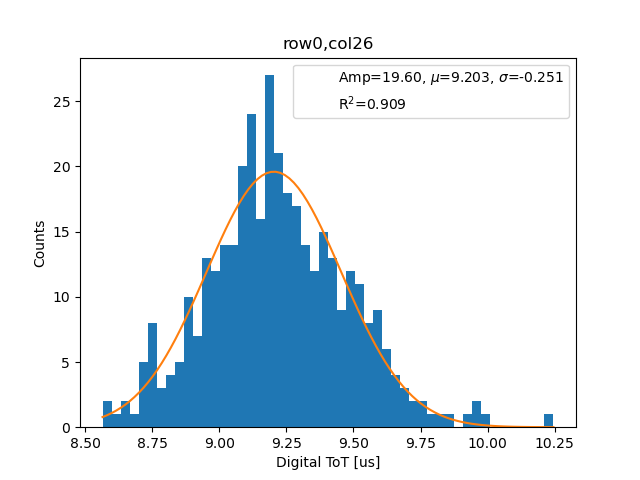 row0,col26
Amp=19.60, μ=9.203, σ=-0.251
R²=0.909
25
20
15
10
5
0
Counts
8.50 8.75 9.00 9.25 9.50 9.75 10.00 10.25
Digital ToT [us]